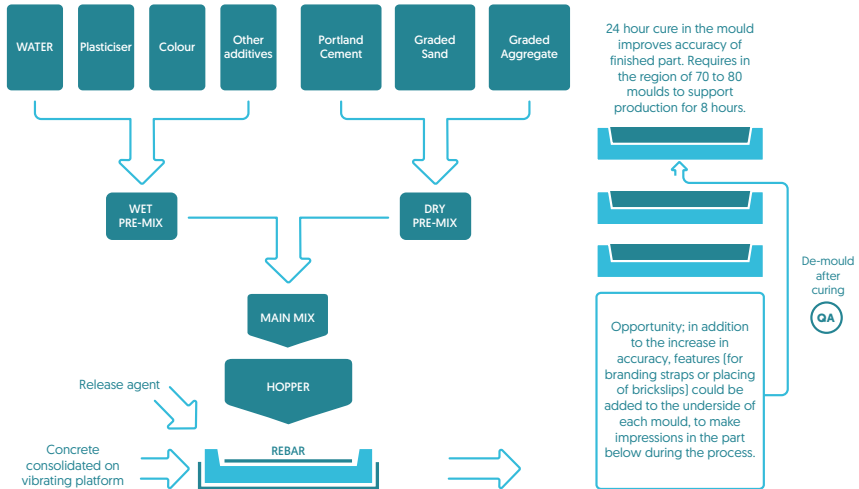 WATER
Plasticiser
Colour
Other
additives
Portland
Cement
Graded
Sand
Graded
Aggregate
24 hour cure in the mould
improves accuracy of
finished part. Requires in
the region of 70 to 80
moulds to support
production for 8 hours.
WET
PRE-MIX
DRY
PRE-MIX
De-mould
after
curing
QA
MAIN MIX
HOPPER
Opportunity; in addition
to the increase in
accuracy, features (for
branding straps or placing
of brickslips) could be
added to the underside of
each mould, to make
impressions in the part
below during the process.
Release agent
REBAR
Concrete
consolidated on
vibrating platform